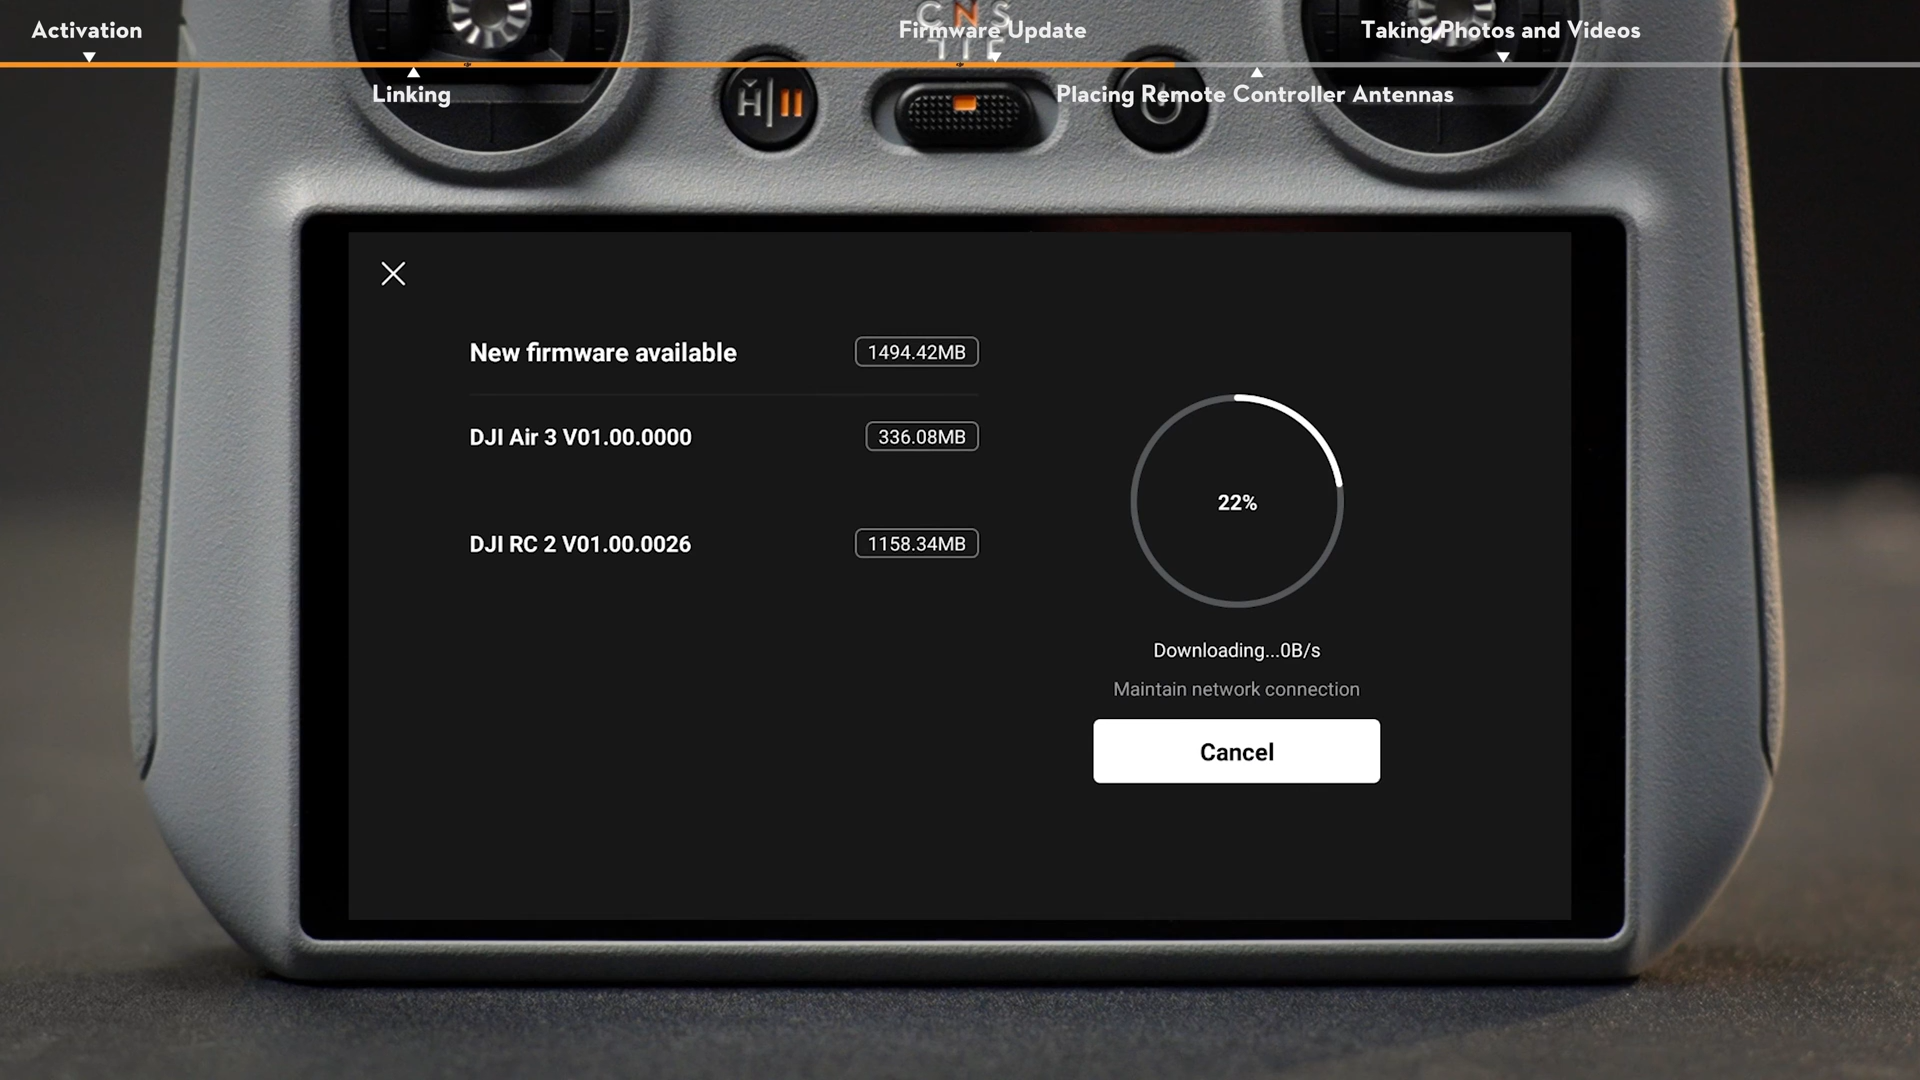 Activation
Firmware Update
Taking Photos and Videos
Linking
Placing Remote Controller Antennas
C N S
New firmware available
1494.42MB
DJI Air 3 V01.00.0000
336.08MB
DJI RC 2 V01.00.0026
1158.34MB
22%
Downloading...0B/s
Maintain network connection
Cancel